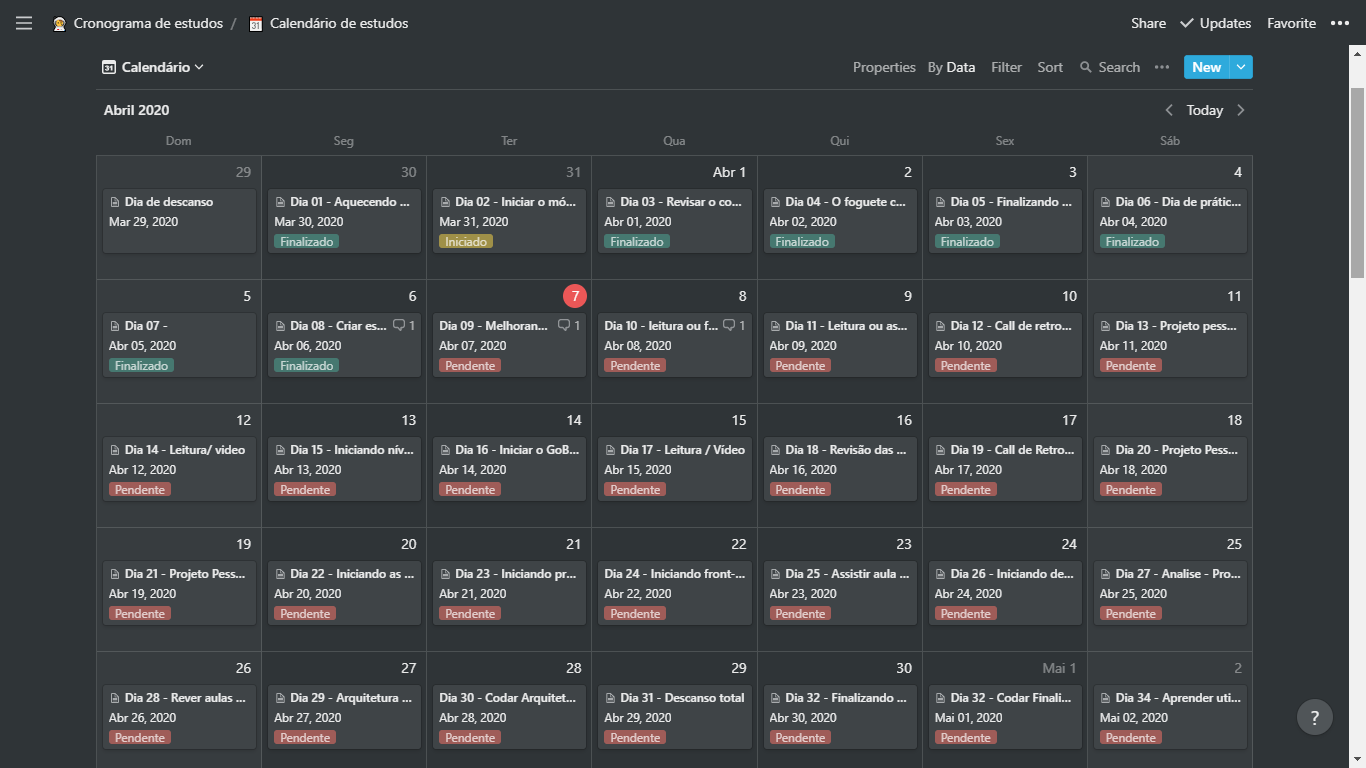 Cronograma de estudos / Calendário de estudos Share Updates Favorite
Calendário Properties By Data Filter Sort Search New
Abril 2020 Today
Dom Seg Ter Qua Qui Sex Sáb
29 30 31 Abr 1 2 3 4
Dia de descanso Dia 01 - Aquecendo ... Dia 02 - Iniciar o mó... Dia 03 - Revisar o co... Dia 04 - O foguete c... Dia 05 - Finalizando ... Dia 06 - Dia de prátic...
Mar 29, 2020 Mar 30, 2020 Mar 31, 2020 Abr 01, 2020 Abr 02, 2020 Abr 03, 2020 Abr 04, 2020
Finalizado Iniciado Finalizado Finalizado Finalizado Finalizado
5 6 7 8 9 10 11
Dia 07 - Dia 08 - Criar es... 1 Dia 09 - Melhoran... 1 Dia 10 - leitura ou f... 1 Dia 11 - Leitura ou as... Dia 12 - Call de retro... Dia 13 - Projeto pess...
Abr 05, 2020 Abr 06, 2020 Abr 07, 2020 Abr 08, 2020 Abr 09, 2020 Abr 10, 2020 Abr 11, 2020
Finalizado Finalizado Pendente Pendente Pendente Pendente Pendente
12 13 14 15 16 17 18
Dia 14 - Leitura/ video Dia 15 - Iniciando nív... Dia 16 - Iniciar o GoB... Dia 17 - Leitura / Vídeo Dia 18 - Revisão das ... Dia 19 - Call de Retro... Dia 20 - Projeto Pess...
Abr 12, 2020 Abr 13, 2020 Abr 14, 2020 Abr 15, 2020 Abr 16, 2020 Abr 17, 2020 Abr 18, 2020
Pendente Pendente Pendente Pendente Pendente Pendente Pendente
19 20 21 22 23 24 25
Dia 21 - Projeto Pess... Dia 22 - Iniciando as ... Dia 23 - Iniciando pr... Dia 24 - Iniciando front-... Dia 25 - Assistir aula ... Dia 26 - Iniciando de... Dia 27 - Analise - Pro...
Abr 19, 2020 Abr 20, 2020 Abr 21, 2020 Abr 22, 2020 Abr 23, 2020 Abr 24, 2020 Abr 25, 2020
Pendente Pendente Pendente Pendente Pendente Pendente Pendente
26 27 28 29 30 Mai 1 2
Dia 28 - Rever aulas ... Dia 29 - Arquitetura ... Dia 30 - Codar Arquitet... Dia 31 - Descanso total Dia 32 - Finalizando ... Dia 32 - Codar Finali... Dia 34 - Aprender uti...
Abr 26, 2020 Abr 27, 2020 Abr 28, 2020 Abr 29, 2020 Abr 30, 2020 Mai 01, 2020 Mai 02, 2020
Pendente Pendente Pendente Pendente Pendente Pendente Pendente
?